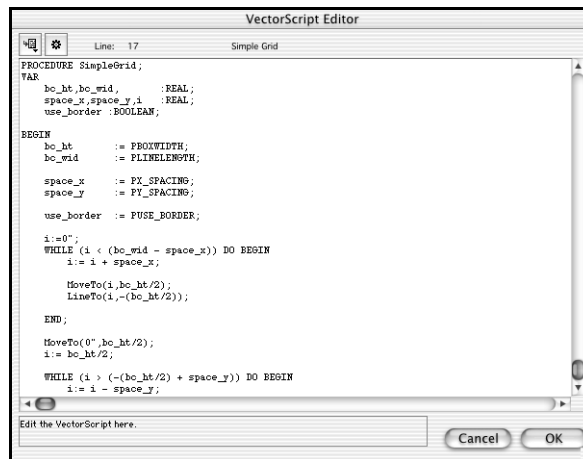 VectorScript Editor
Line: 17 Simple Grid
PROCEDURE SimpleGrid;
VAR
bc_ht,bc_wid, :REAL;
space_x,space_y,i :REAL;
use_border :BOOLEAN;
BEGIN
bc_ht := PBOXWIDTH;
bc_wid := PLINELENGTH;
space_x := PX_SPACING;
space_y := PY_SPACING;
use_border := PUSE_BORDER;
i:=0";
WHILE (i < (bc_wid - space_x)) DO BEGIN
i:= i + space_x;
MoveTo(i,bc_ht/2);
LineTo(i,-(bc_ht/2));
END;
MoveTo(0",bc_ht/2);
i:= bc_ht/2;
WHILE (i > (-(bc_ht/2) + space_y)) DO BEGIN
i:= i - space_y;
Edit the VectorScript here.
Cancel OK